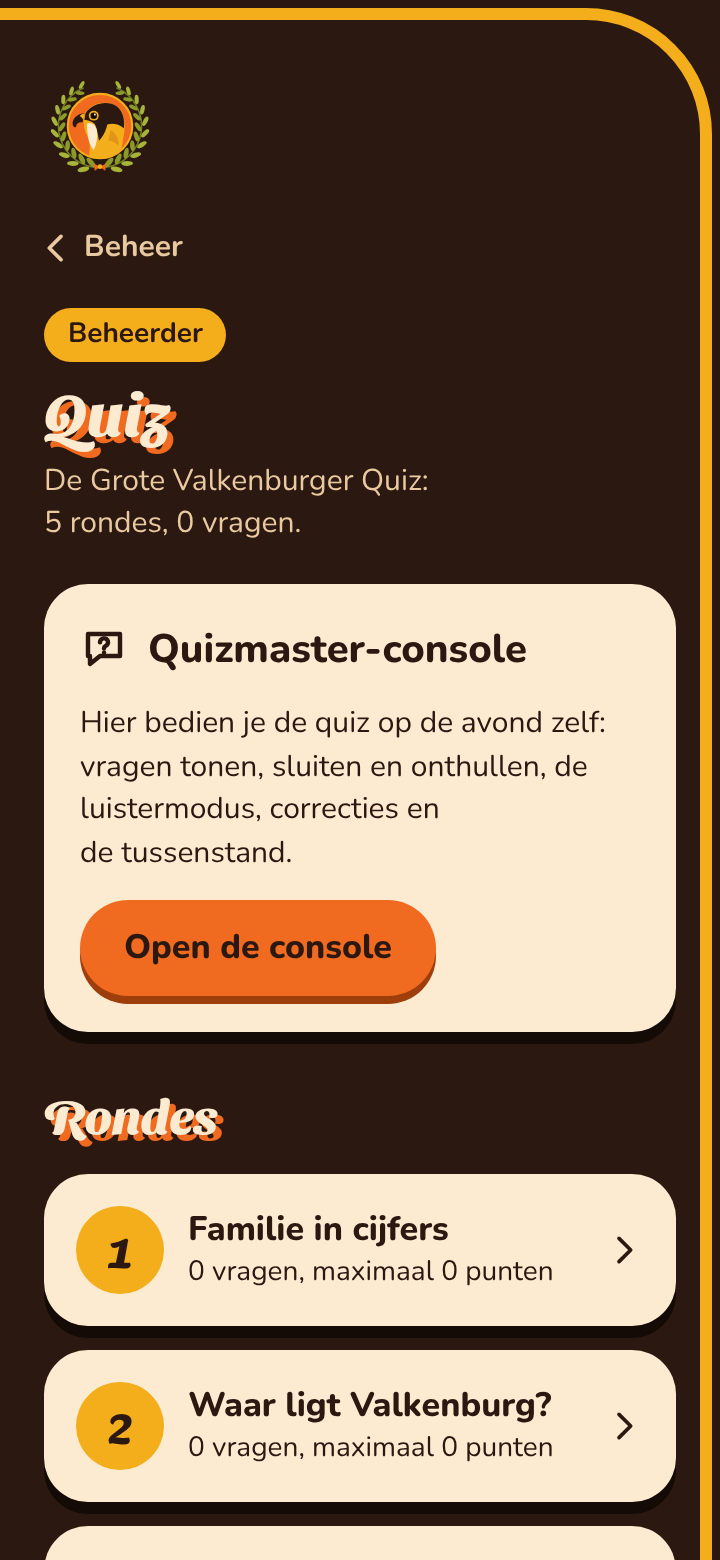 Beheer
Beheerder
Quiz
De Grote Valkenburger Quiz:
5 rondes, 0 vragen.
Quizmaster-console
Hier bedien je de quiz op de avond zelf:
vragen tonen, sluiten en onthullen, de
luistermodus, correcties en
de tussenstand.
Open de console
Rondes
1
Familie in cijfers
0 vragen, maximaal 0 punten
2
Waar ligt Valkenburg?
0 vragen, maximaal 0 punten